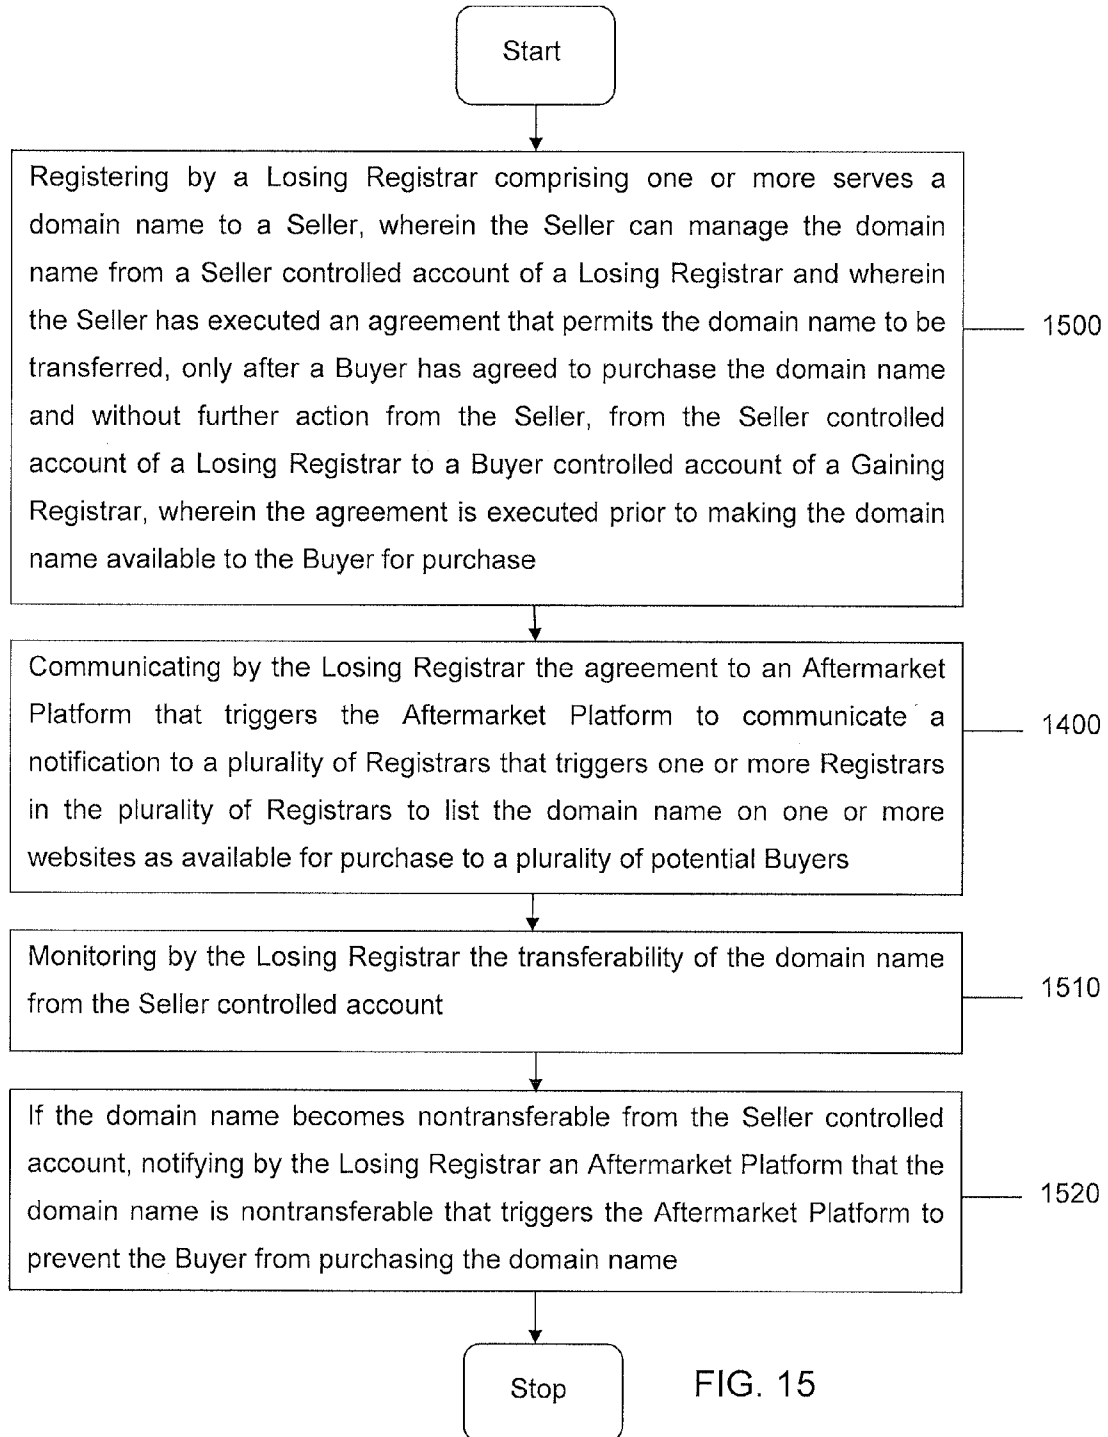 Start
Registering by a Losing Registrar comprising one or more serves a
domain name to a Seller, wherein the Seller can manage the domain
name from a Seller controlled account of a Losing Registrar and wherein
the Seller has executed an agreement that permits the domain name to be
transferred, only after a Buyer has agreed to purchase the domain name
and without further action from the Seller, from the Seller controlled
account of a Losing Registrar to a Buyer controlled account of a Gaining
Registrar, wherein the agreement is executed prior to making the domain
name available to the Buyer for purchase
1500
Communicating by the Losing Registrar the agreement to an Aftermarket
Platform that triggers the Aftermarket Platform to communicate a
notification to a plurality of Registrars that triggers one or more Registrars
in the plurality of Registrars to list the domain name on one or more
websites as available for purchase to a plurality of potential Buyers
1400
Monitoring by the Losing Registrar the transferability of the domain name
from the Seller controlled account
1510
If the domain name becomes nontransferable from the Seller controlled
account, notifying by the Losing Registrar an Aftermarket Platform that the
domain name is nontransferable that triggers the Aftermarket Platform to
prevent the Buyer from purchasing the domain name
1520
Stop
FIG. 15